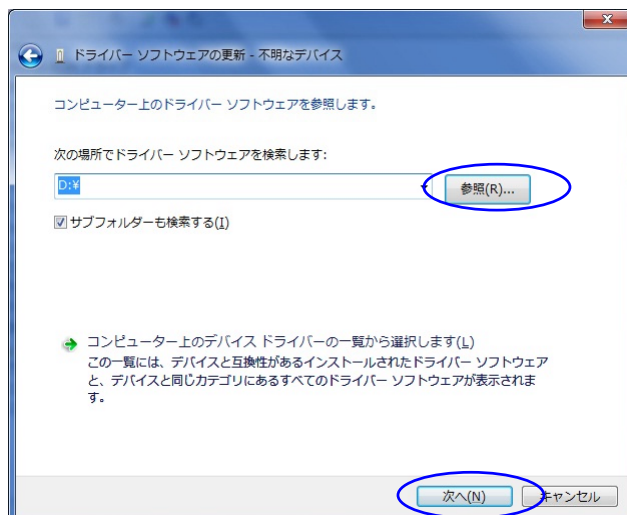 ドライバー ソフトウェアの更新 - 不明なデバイス
コンピューター上のドライバー ソフトウェアを参照します。
次の場所でドライバー ソフトウェアを検索します:
D:¥
参照(R)...
サブフォルダーも検索する(I)
コンピューター上のデバイス ドライバーの一覧から選択します(L)
この一覧には、デバイスと互換性があるインストールされたドライバー ソフトウェア
と、デバイスと同じカテゴリにあるすべてのドライバー ソフトウェアが表示されま
す。
次へ(N)
キャンセル